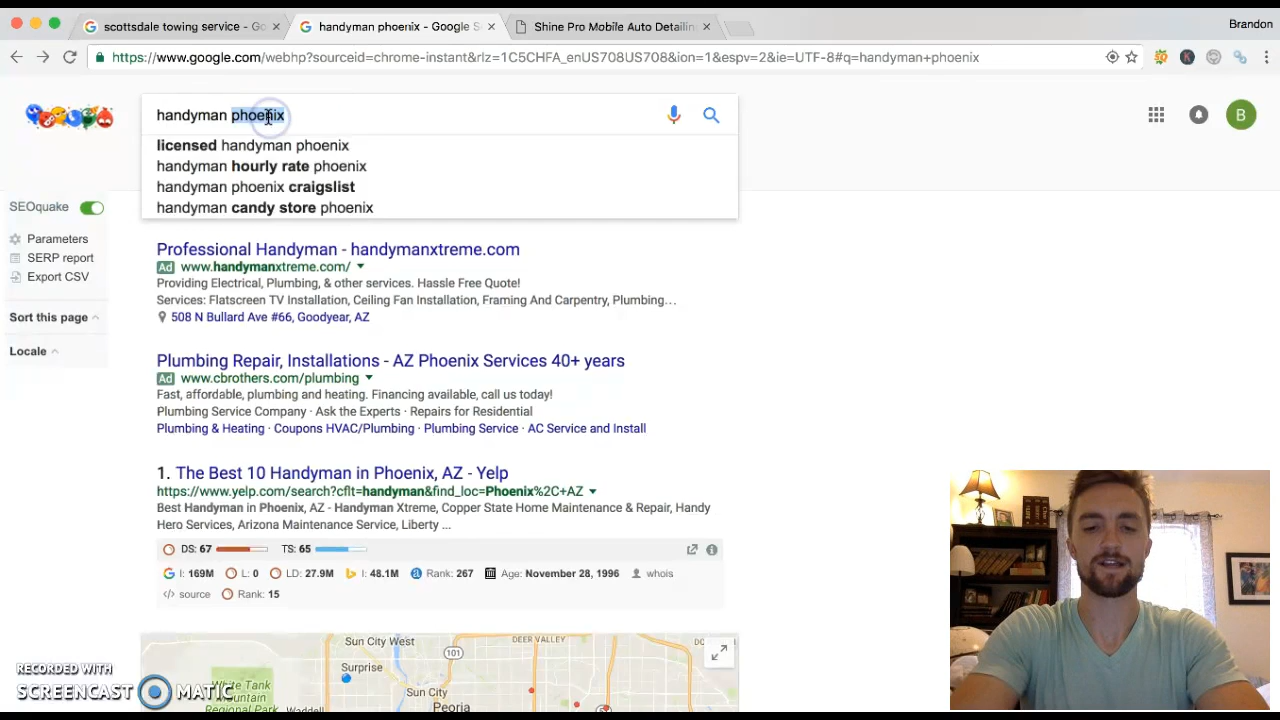 scottsdale towing service - Go
handyman phoenix - Google S
Shine Pro Mobile Auto Detailin
Brandon
https://www.google.com/webhp?sourceid=chrome-instant&rlz=1C5CHFA_enUS708US708&ion=1&espv=2&ie=UTF-8#q=handyman+phoenix
handyman phoenix
B
licensed handyman phoenix
handyman hourly rate phoenix
handyman phoenix craigslist
handyman candy store phoenix
SEOquake
Parameters
SERP report
Export CSV
Sort this page
Locale
Professional Handyman - handymanxtreme.com
Ad www.handymanxtreme.com/
Providing Electrical, Plumbing, & other services. Hassle Free Quote!
Services: Flatscreen TV Installation, Ceiling Fan Installation, Framing And Carpentry, Plumbing…
508 N Bullard Ave #66, Goodyear, AZ
Plumbing Repair, Installations - AZ Phoenix Services 40+ years
Ad www.cbrothers.com/plumbing
Fast, affordable, plumbing and heating. Financing available, call us today!
Plumbing Service Company · Ask the Experts · Repairs for Residential
Plumbing & Heating · Coupons HVAC/Plumbing · Plumbing Service · AC Service and Install
1. The Best 10 Handyman in Phoenix, AZ - Yelp
https://www.yelp.com/search?cflt=handyman&find_loc=Phoenix%2C+AZ
Best Handyman in Phoenix, AZ - Handyman Xtreme, Copper State Home Maintenance & Repair, Handy
Hero Services, Arizona Maintenance Service, Liberty ...
DS: 67 TS: 65
I: 169M L: 0 LD: 27.9M I: 48.1M Rank: 267 Age: November 28, 1996 whois
</> source Rank: 15
Sun City West
DEER VALLEY
101
Surprise
White Tank
Mountain
Regional Park
Sun City
Peoria
Waddell
RECORDED WITH
SCREENCAST MATIC